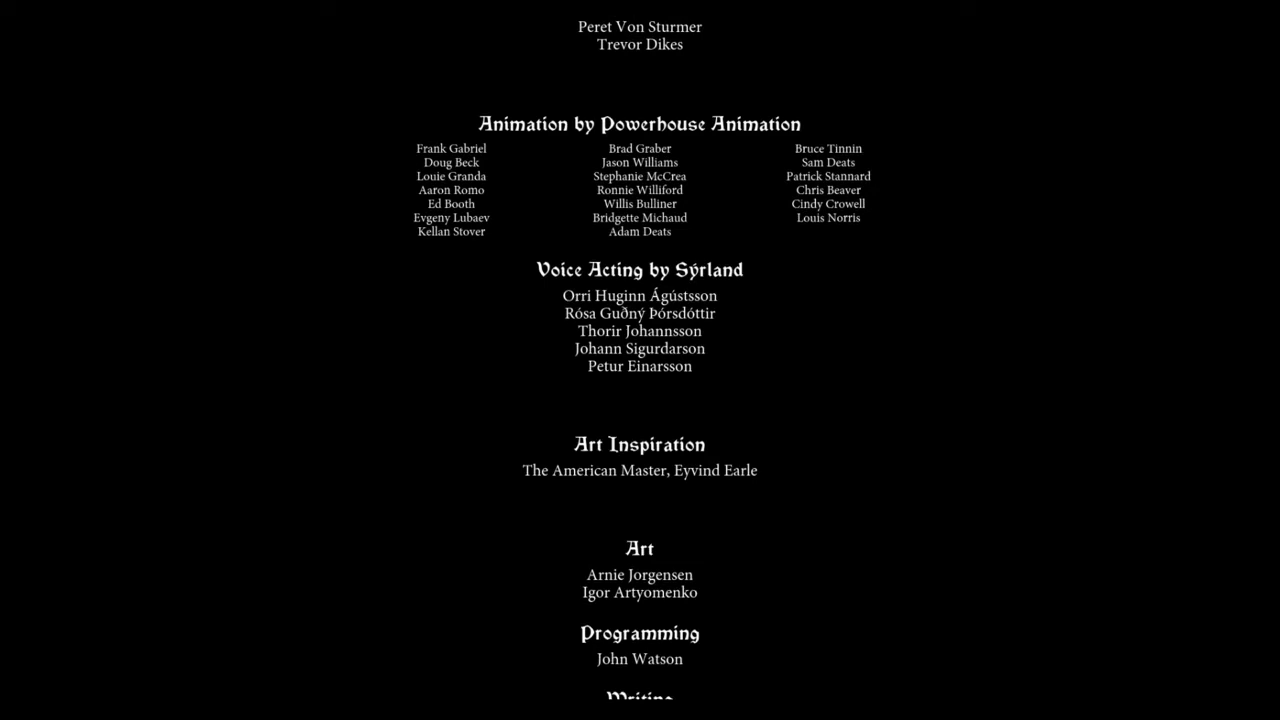 Peret Von Sturmer
Trevor Dikes
Animation by Powerhouse Animation
Frank Gabriel Brad Graber Bruce Tinnin
Doug Beck Jason Williams Sam Deats
Louie Granda Stephanie McCrea Patrick Stannard
Aaron Romo Ronnie Williford Chris Beaver
Ed Booth Willis Bulliner Cindy Crowell
Evgeny Lubaev Bridgette Michaud Louis Norris
Kellan Stover Adam Deats
Voice Acting by Sýrland
Orri Huginn Ágústsson
Rósa Guðný Þórsdóttir
Thorir Johannsson
Johann Sigurdarson
Petur Einarsson
Art Inspiration
The American Master, Eyvind Earle
Art
Arnie Jorgensen
Igor Artyomenko
Programming
John Watson
Writing